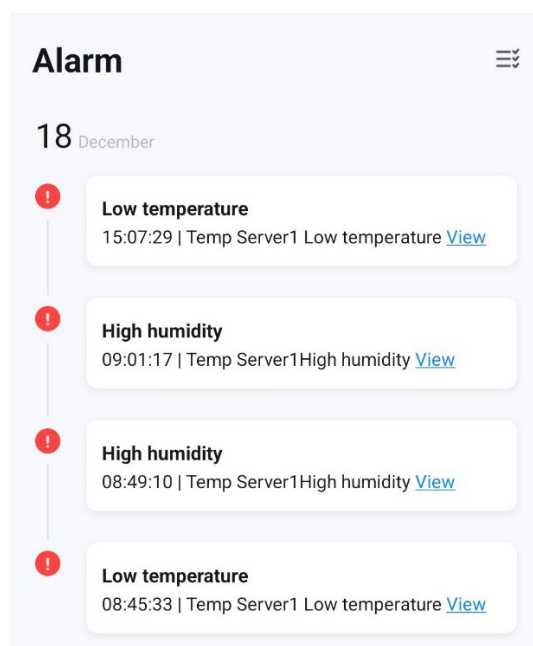 Alarm
18 December
Low temperature
15:07:29 | Temp Server1 Low temperature View
High humidity
09:01:17 | Temp Server1High humidity View
High humidity
08:49:10 | Temp Server1High humidity View
Low temperature
08:45:33 | Temp Server1 Low temperature View